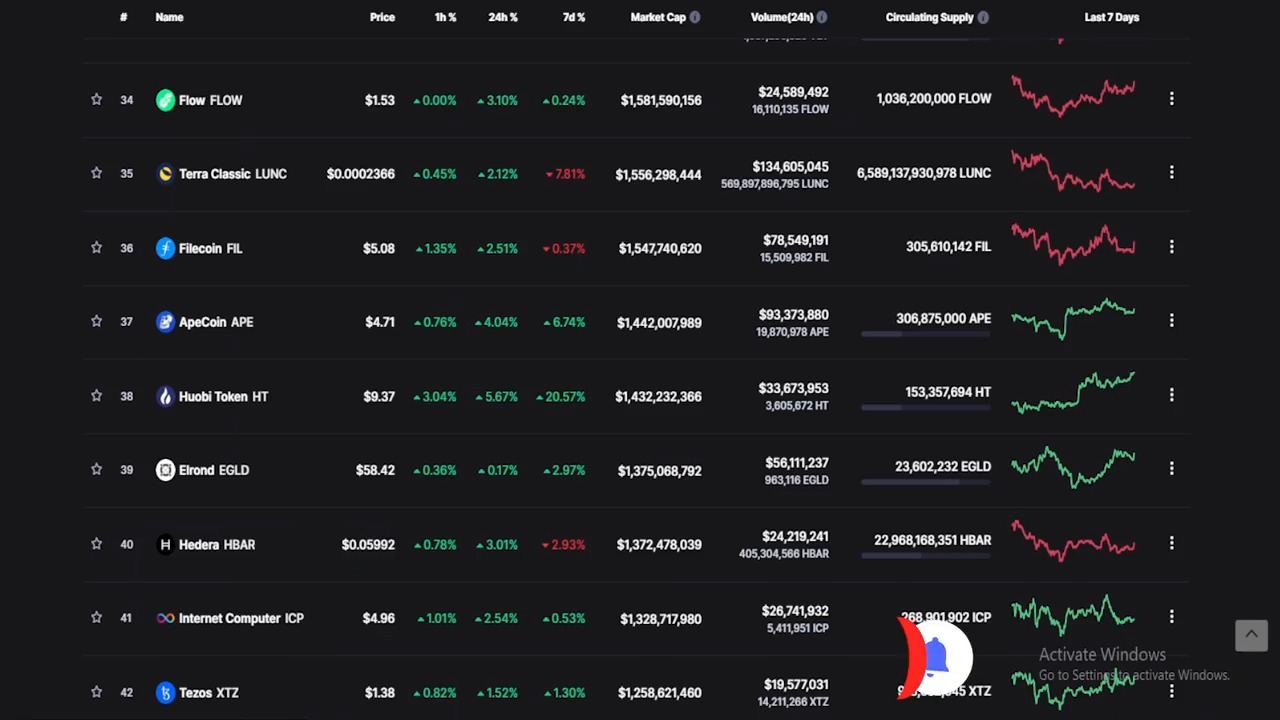 # Name Price 1h % 24h % 7d % Market Cap Volume(24h) Circulating Supply Last 7 Days
34 Flow FLOW $1.53 0.00% 3.10% 0.24% $1,581,590,156 $24,589,492 1,036,200,000 FLOW
16,110,135 FLOW
35 Terra Classic LUNC $0.0002366 0.45% 2.12% 7.81% $1,556,298,444 $134,605,045 6,589,137,930,978 LUNC
569,897,896,795 LUNC
36 Filecoin FIL $5.08 1.35% 2.51% 0.37% $1,547,740,620 $78,549,191 305,610,142 FIL
15,509,982 FIL
37 ApeCoin APE $4.71 0.76% 4.04% 6.74% $1,442,007,989 $93,373,880 306,875,000 APE
19,870,978 APE
38 Huobi Token HT $9.37 3.04% 5.67% 20.57% $1,432,232,366 $33,673,953 153,357,694 HT
3,605,672 HT
39 Elrond EGLD $58.42 0.36% 0.17% 2.97% $1,375,068,792 $56,111,237 23,602,232 EGLD
963,116 EGLD
40 Hedera HBAR $0.05992 0.78% 3.01% 2.93% $1,372,478,039 $24,219,241 22,968,168,351 HBAR
405,304,566 HBAR
41 Internet Computer ICP $4.96 1.01% 2.54% 0.53% $1,328,717,980 $26,741,932 268,901,902 ICP
5,411,951 ICP
Activate Windows
Go to Settings to activate Windows.
42 Tezos XTZ $1.38 0.82% 1.52% 1.30% $1,258,621,460 $19,577,031 XTZ
14,211,266 XTZ